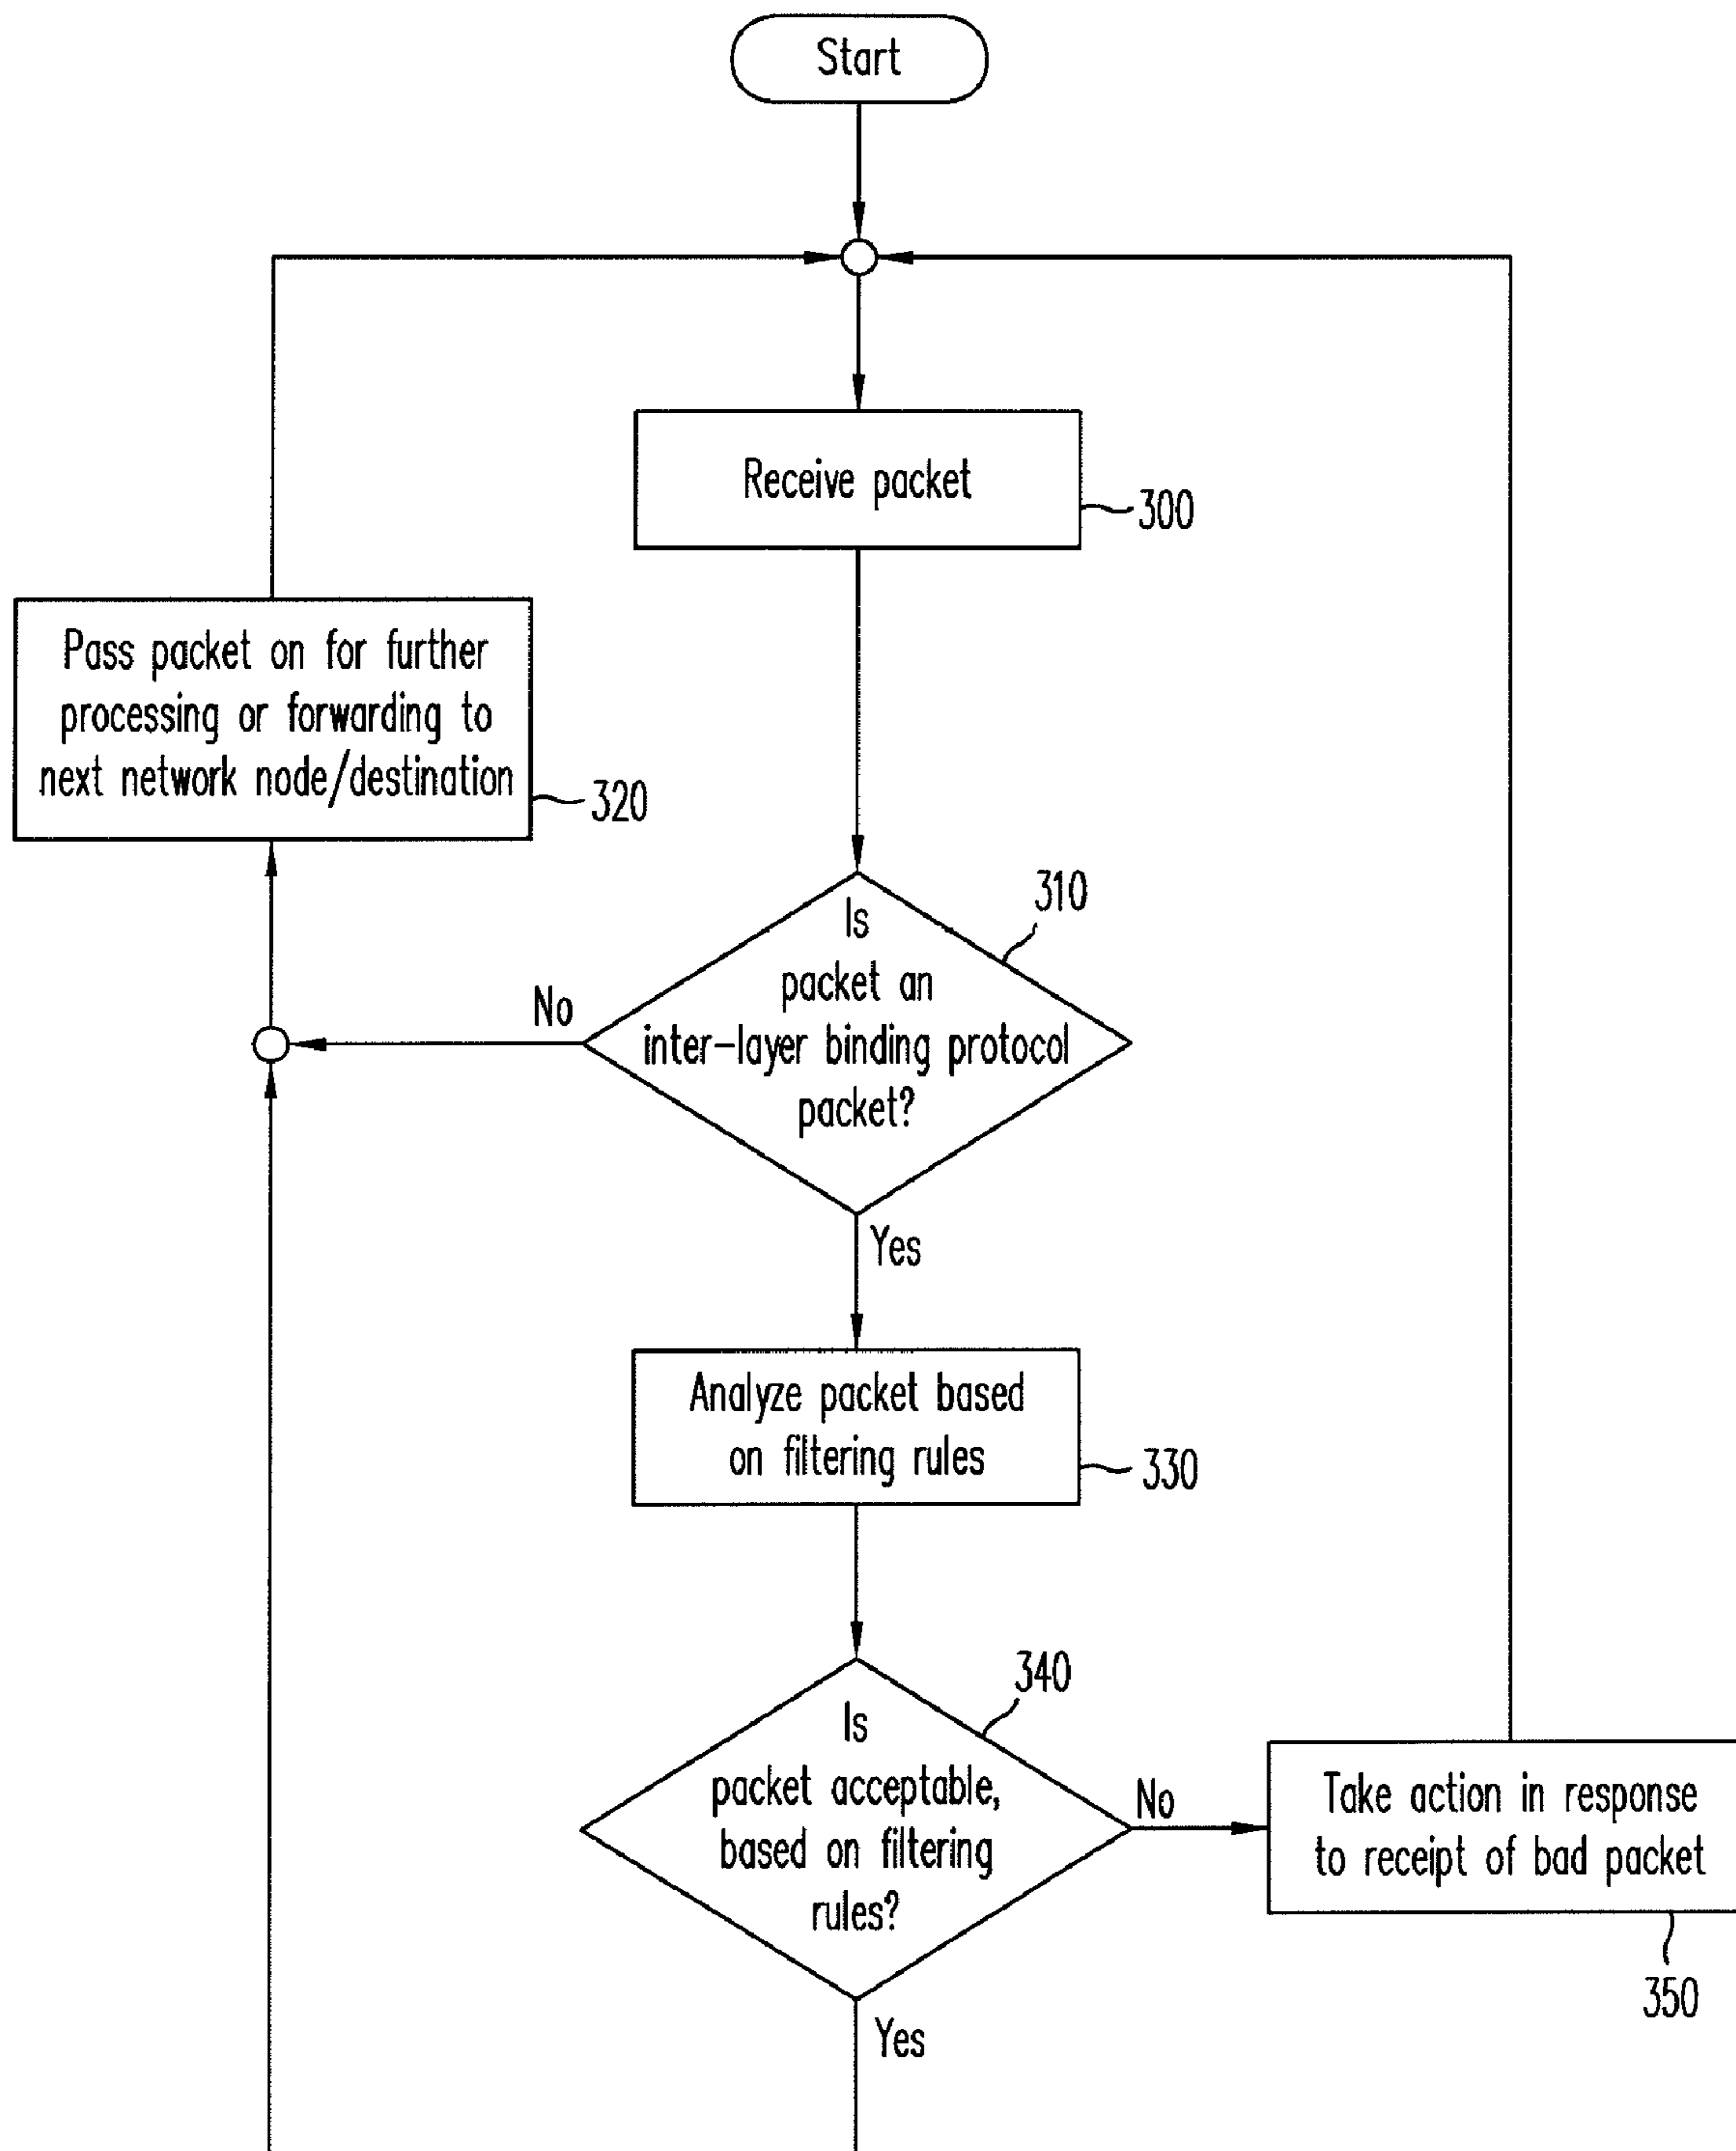 Start
Receive packet
300
Pass packet on for further
processing or forwarding to
next network node/destination
320
310
Is
packet an
inter-layer binding protocol
packet?
No
Yes
Analyze packet based
on filtering rules
330
340
Is
packet acceptable,
based on filtering
rules?
No
Take action in response
to receipt of bad packet
350
Yes